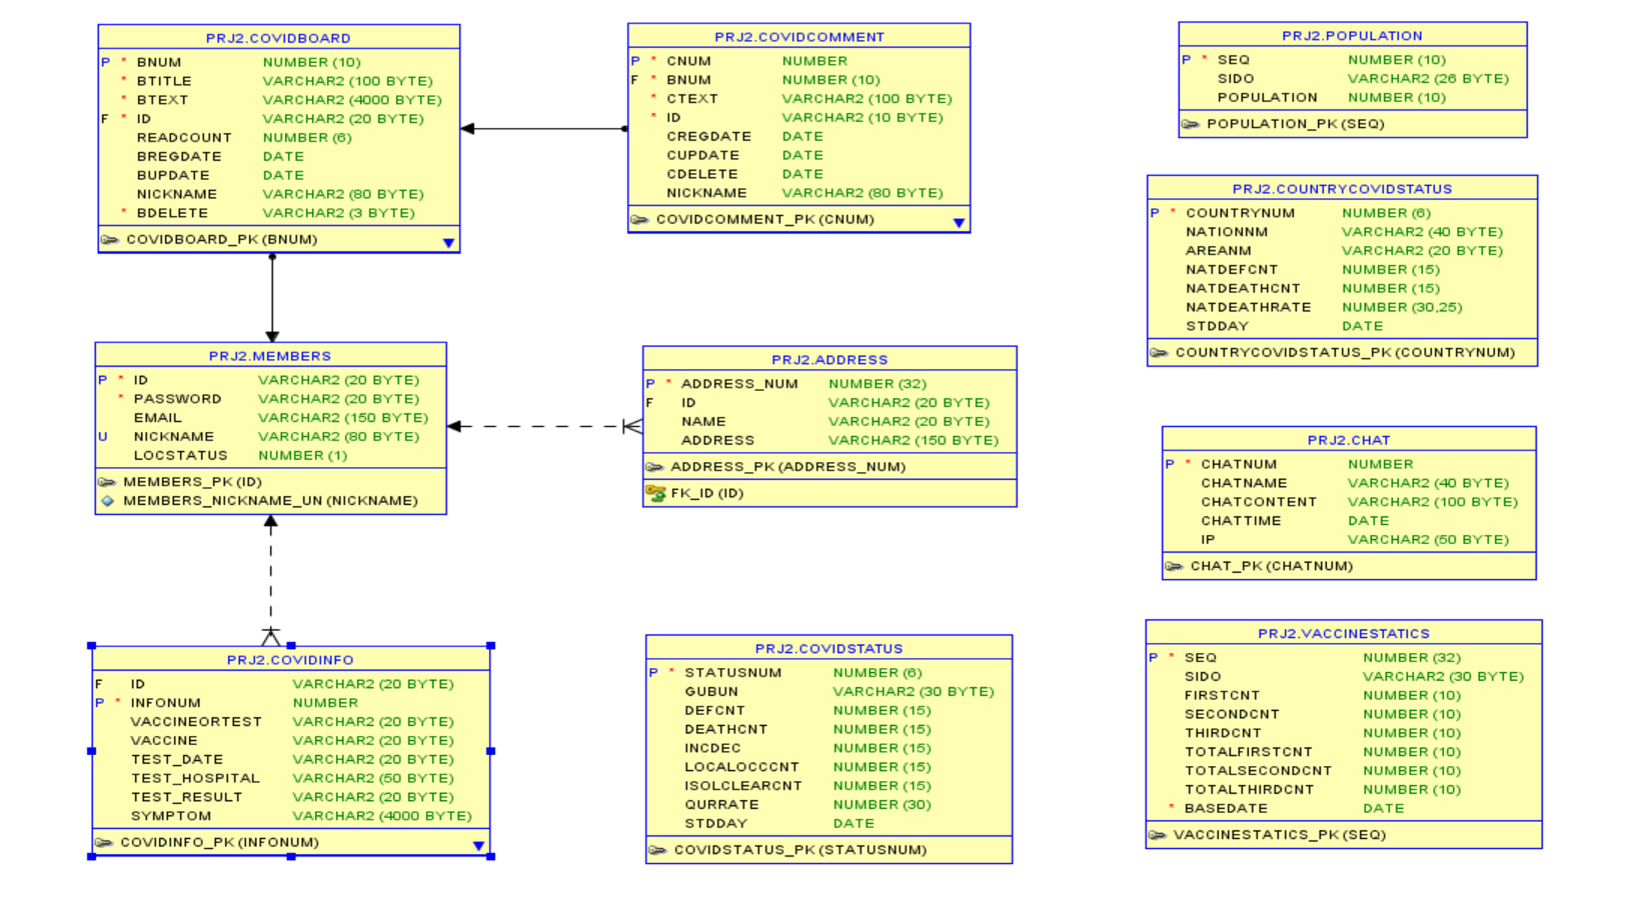 PRJ2.COVIDBOARD
P * BNUM NUMBER (10)
* BTITLE VARCHAR2 (100 BYTE)
* BTEXT VARCHAR2 (4000 BYTE)
F * ID VARCHAR2 (20 BYTE)
READCOUNT NUMBER (6)
BREGDATE DATE
BUPDATE DATE
NICKNAME VARCHAR2 (80 BYTE)
* BDELETE VARCHAR2 (3 BYTE)
COVIDBOARD_PK (BNUM)
PRJ2.COVIDCOMMENT
P * CNUM NUMBER
F * BNUM NUMBER (10)
* CTEXT VARCHAR2 (100 BYTE)
* ID VARCHAR2 (10 BYTE)
CREGDATE DATE
CUPDATE DATE
CDELETE DATE
NICKNAME VARCHAR2 (80 BYTE)
COVIDCOMMENT_PK (CNUM)
PRJ2.POPULATION
P * SEQ NUMBER (10)
SIDO VARCHAR2 (26 BYTE)
POPULATION NUMBER (10)
POPULATION_PK (SEQ)
PRJ2.COUNTRYCOVIDSTATUS
P * COUNTRYNUM NUMBER (6)
NATIONNM VARCHAR2 (40 BYTE)
AREANM VARCHAR2 (20 BYTE)
NATDEFCNT NUMBER (15)
NATDEATHCNT NUMBER (15)
NATDEATHRATE NUMBER (30,25)
STDDAY DATE
COUNTRYCOVIDSTATUS_PK (COUNTRYNUM)
PRJ2.MEMBERS
P * ID VARCHAR2 (20 BYTE)
* PASSWORD VARCHAR2 (20 BYTE)
EMAIL VARCHAR2 (150 BYTE)
U NICKNAME VARCHAR2 (80 BYTE)
LOCSTATUS NUMBER (1)
MEMBERS_PK (ID)
MEMBERS_NICKNAME_UN (NICKNAME)
PRJ2.ADDRESS
P * ADDRESS_NUM NUMBER (32)
F ID VARCHAR2 (20 BYTE)
NAME VARCHAR2 (20 BYTE)
ADDRESS VARCHAR2 (150 BYTE)
ADDRESS_PK (ADDRESS_NUM)
FK_ID (ID)
PRJ2.CHAT
P * CHATNUM NUMBER
CHATNAME VARCHAR2 (40 BYTE)
CHATCONTENT VARCHAR2 (100 BYTE)
CHATTIME DATE
IP VARCHAR2 (50 BYTE)
CHAT_PK (CHATNUM)
PRJ2.COVIDINFO
F ID VARCHAR2 (20 BYTE)
P * INFONUM NUMBER
VACCINEORTEST VARCHAR2 (20 BYTE)
VACCINE VARCHAR2 (20 BYTE)
TEST_DATE VARCHAR2 (20 BYTE)
TEST_HOSPITAL VARCHAR2 (50 BYTE)
TEST_RESULT VARCHAR2 (20 BYTE)
SYMPTOM VARCHAR2 (4000 BYTE)
COVIDINFO_PK (INFONUM)
PRJ2.COVIDSTATUS
P * STATUSNUM NUMBER (6)
GUBUN VARCHAR2 (30 BYTE)
DEFCNT NUMBER (15)
DEATHCNT NUMBER (15)
INCDEC NUMBER (15)
LOCALOCCCNT NUMBER (15)
ISOLCLEARCNT NUMBER (15)
QURRATE NUMBER (30)
STDDAY DATE
COVIDSTATUS_PK (STATUSNUM)
PRJ2.VACCINESTATICS
P * SEQ NUMBER (32)
SIDO VARCHAR2 (30 BYTE)
FIRSTCNT NUMBER (10)
SECONDCNT NUMBER (10)
THIRDCNT NUMBER (10)
TOTALFIRSTCNT NUMBER (10)
TOTALSECONDCNT NUMBER (10)
TOTALTHIRDCNT NUMBER (10)
* BASEDATE DATE
VACCINESTATICS_PK (SEQ)